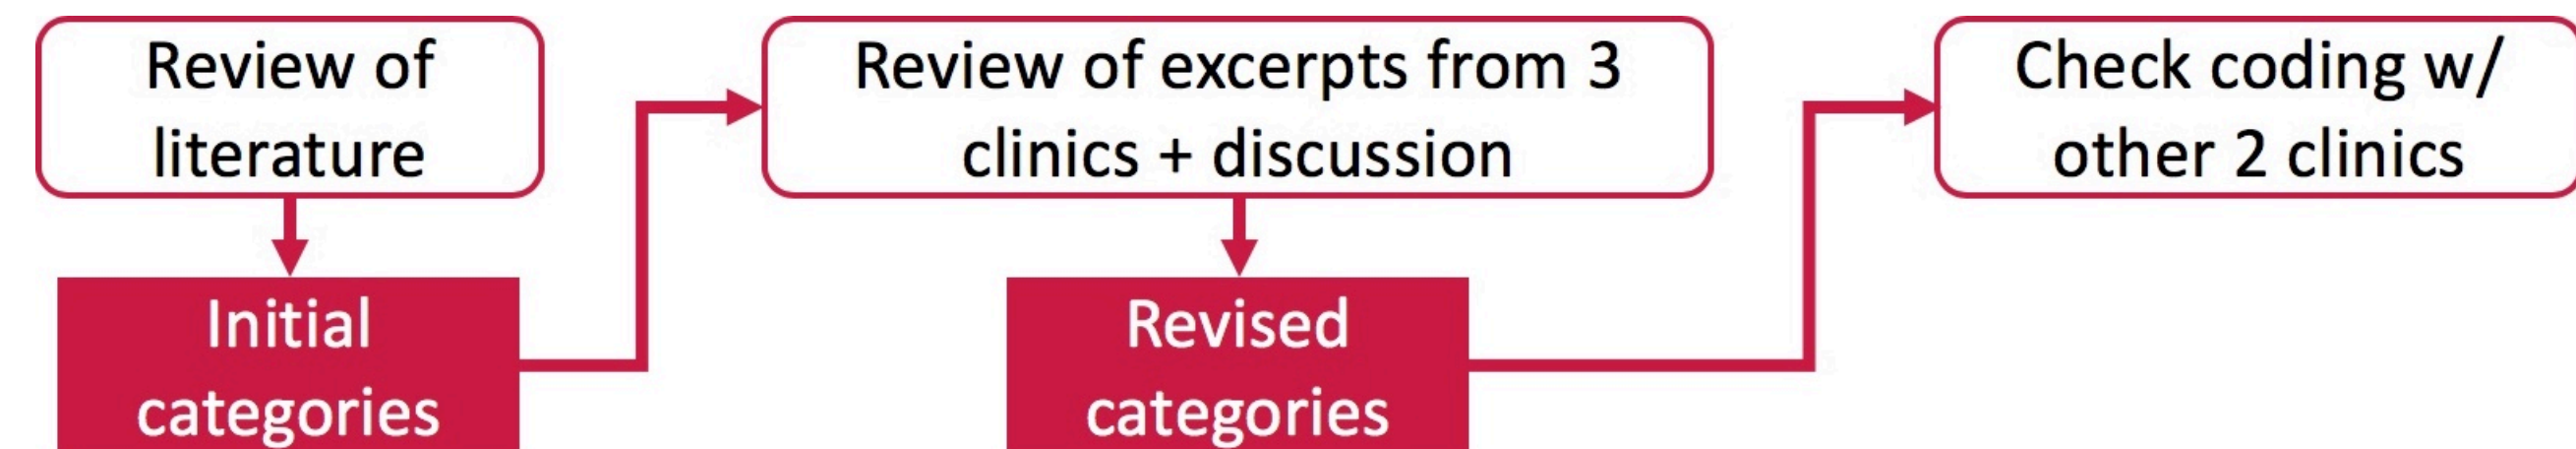 Review of
literature
Initial
categories
Review of excerpts from 3
clinics + discussion
Revised
categories
Check coding w/
other 2 clinics